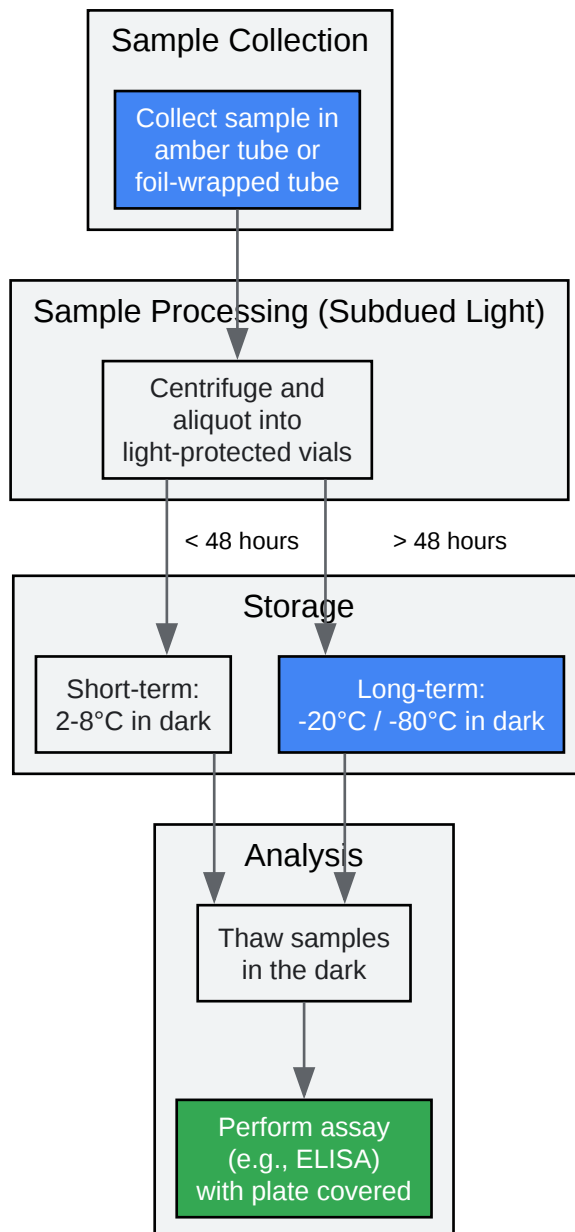 Sample Collection
Collect sample in
amber tube or
foil-wrapped tube
Sample Processing (Subdued Light)
Centrifuge and
aliquot into
light-protected vials
< 48 hours
> 48 hours
Storage
Short-term:
2-8°C in dark
Long-term:
-20°C / -80°C in dark
Analysis
Thaw samples
in the dark
Perform assay
(e.g., ELISA)
with plate covered